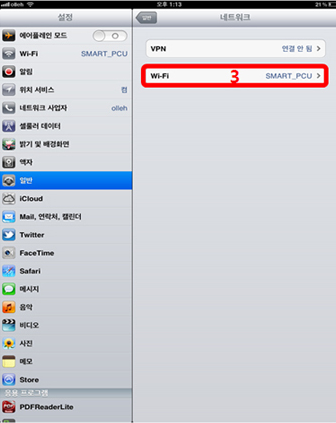 olleh 오후 1:13
설정
에어플레인 모드
Wi-Fi SMART_PCU
알림
위치 서비스 켬
네트워크 사업자 olleh
셀룰러 데이터
밝기 및 배경화면
액자
일반
iCloud
Mail, 연락처, 캘린더
Twitter
FaceTime
Safari
메시지
음악
비디오
사진
메모
Store
응용 프로그램
PDFReaderLite
일반 네트워크
VPN 연결 안 됨
Wi-Fi 3 SMART_PCU